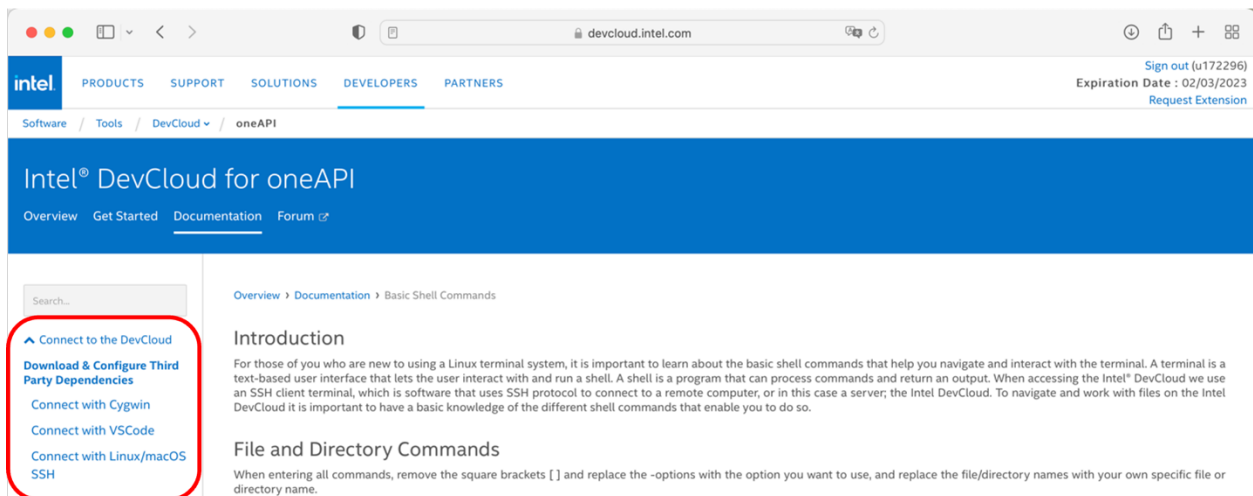 devcloud.intel.com
intel.
PRODUCTS SUPPORT SOLUTIONS DEVELOPERS PARTNERS
Sign out (u172296)
Expiration Date : 02/03/2023
Request Extension
Software / Tools / DevCloud / oneAPI
Intel® DevCloud for oneAPI
Overview Get Started Documentation Forum
Search...
Connect to the DevCloud
Download & Configure Third
Party Dependencies
Connect with Cygwin
Connect with VSCode
Connect with Linux/macOS
SSH
Overview › Documentation › Basic Shell Commands
Introduction
For those of you who are new to using a Linux terminal system, it is important to learn about the basic shell commands that help you navigate and interact with the terminal. A terminal is a
text-based user interface that lets the user interact with and run a shell. A shell is a program that can process commands and return an output. When accessing the Intel® DevCloud we use
an SSH client terminal, which is software that uses SSH protocol to connect to a remote computer, or in this case a server; the Intel DevCloud. To navigate and work with files on the Intel
DevCloud it is important to have a basic knowledge of the different shell commands that enable you to do so.
File and Directory Commands
When entering all commands, remove the square brackets [ ] and replace the -options with the option you want to use, and replace the file/directory names with your own specific file or
directory name.